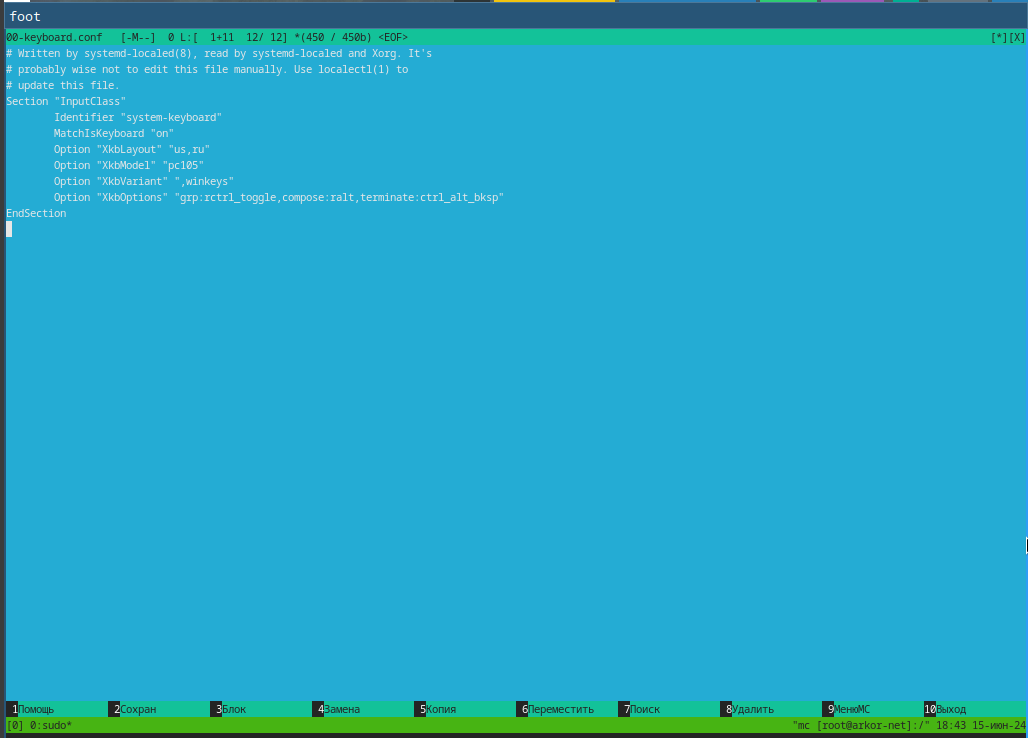 foot
00-keyboard.conf   [-M--]  0 L:[  1+11  12/ 12] *(450 / 450b) <EOF>   [*][X]
# Written by systemd-localed(8), read by systemd-localed and Xorg. It's
# probably wise not to edit this file manually. Use localectl(1) to
# update this file.
Section "InputClass"
        Identifier "system-keyboard"
        MatchIsKeyboard "on"
        Option "XkbLayout" "us,ru"
        Option "XkbModel" "pc105"
        Option "XkbVariant" ",winkeys"
        Option "XkbOptions" "grp:rctrl_toggle,compose:ralt,terminate:ctrl_alt_bksp"
EndSection
1Помощь 2Сохран 3Блок 4Замена 5Копия 6Переместить 7Поиск 8Удалить 9МенюMC 10Выход
[0] 0:sudo* "mc [root@arkor-net]:/" 18:43 15-июн-24